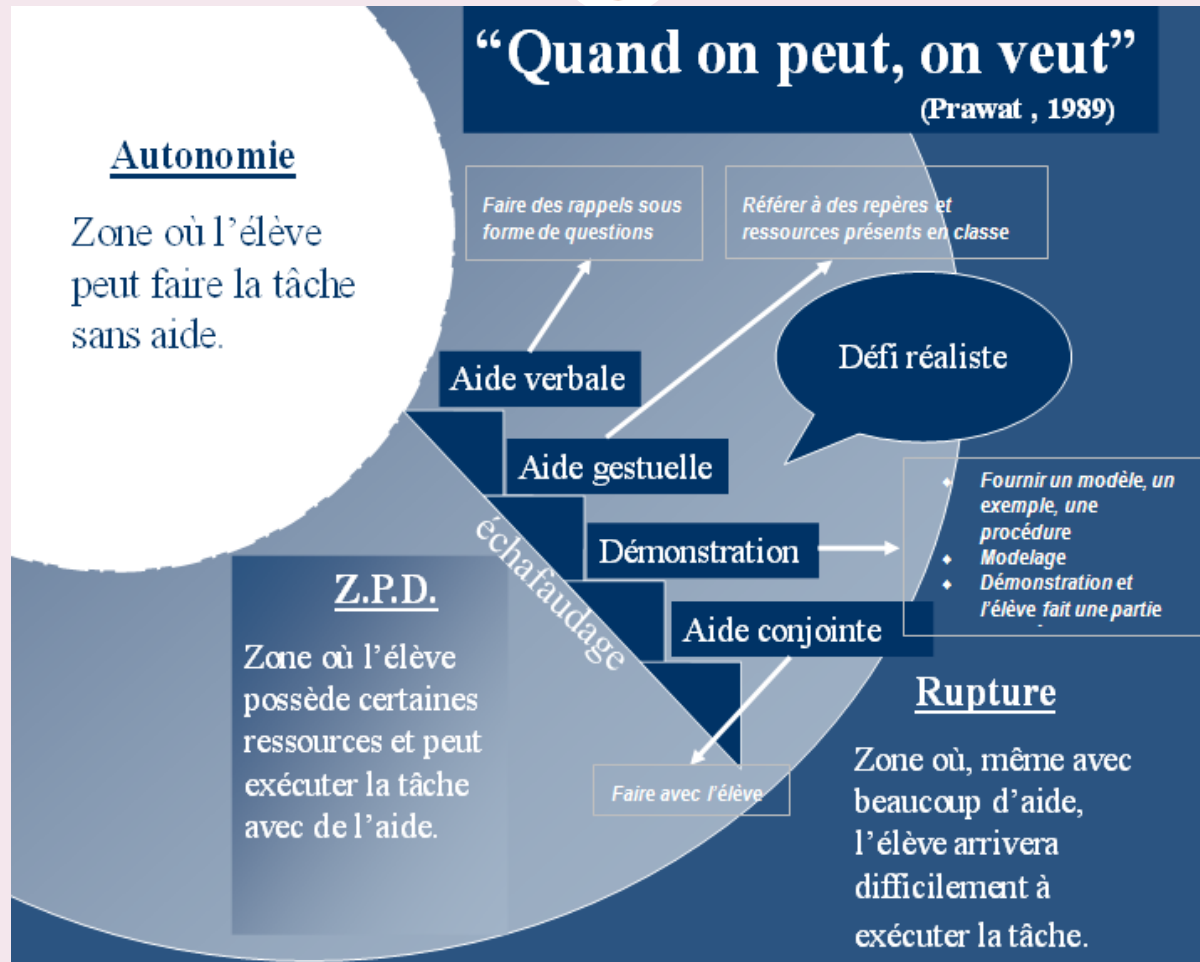 “Quand on peut, on veut”
(Prawat , 1989)
Autonomie
Zone où l’élève
peut faire la tâche
sans aide.
Faire des rappels sous
forme de questions
Référer à des repères et
ressources présents en classe
Défi réaliste
Aide verbale
Aide gestuelle
Démonstration
Aide conjointe
échafaudage
Fournir un modèle, un
exemple, une
procédure
Modelage
Démonstration et
l’élève fait une partie
Faire avec l’élève
Z.P.D.
Zone où l’élève
possède certaines
ressources et peut
exécuter la tâche
avec de l’aide.
Rupture
Zone où, même avec
beaucoup d’aide,
l’élève arrivera
difficilement à
exécuter la tâche.